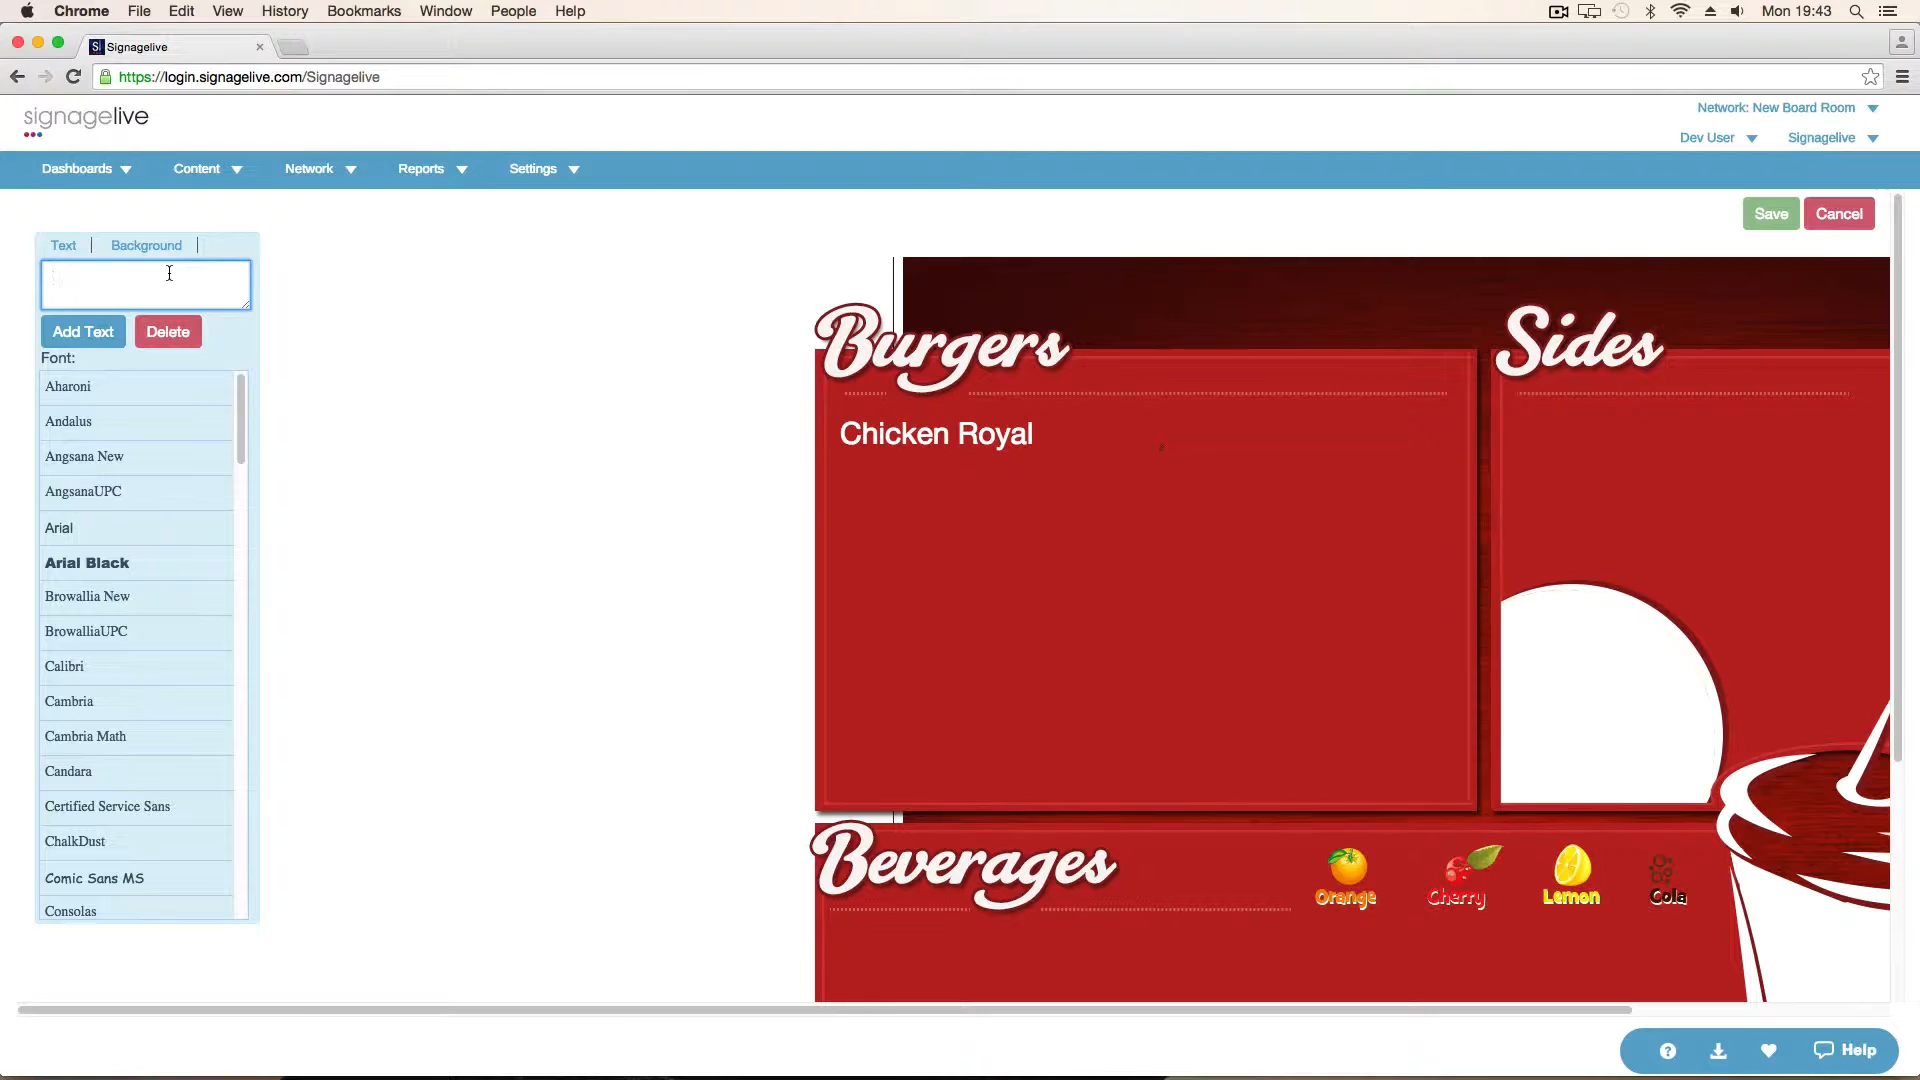 Chrome File Edit View History Bookmarks Window People Help Mon 19:43
Si Signagelive ×
https://login.signagelive.com/Signagelive
signagelive
Network: New Board Room
Dev User Signagelive
Dashboards Content Network Reports Settings
Save Cancel
Text Background
Add Text Delete
Font:
Aharoni
Andalus
Angsana New
AngsanaUPC
Arial
Arial Black
Browallia New
BrowalliaUPC
Calibri
Cambria
Cambria Math
Candara
Certified Service Sans
ChalkDust
Comic Sans MS
Consolas
Burgers
Sides
Chicken Royal
Beverages
Orange
Cherry
Lemon
Cola
? Help